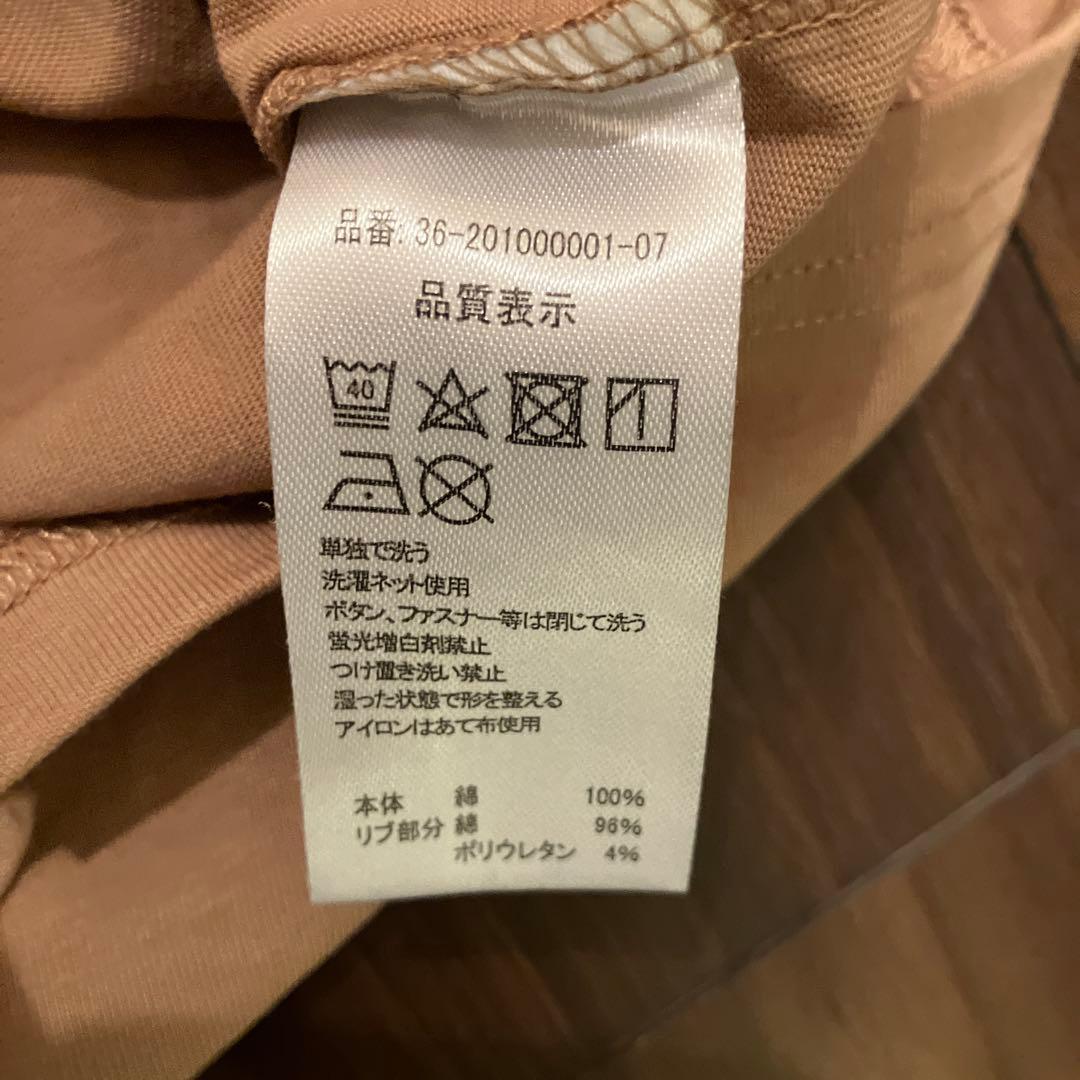 品番.36-201000001-07
品質表示
40
単独で洗う
洗濯ネット使用
ボタン、ファスナー等は閉じて洗う
蛍光増白剤禁止
つけ置き洗い禁止
湿った状態で形を整える
アイロンはあて布使用
本体 綿 100%
リブ部分 綿 96%
ポリウレタン 4%